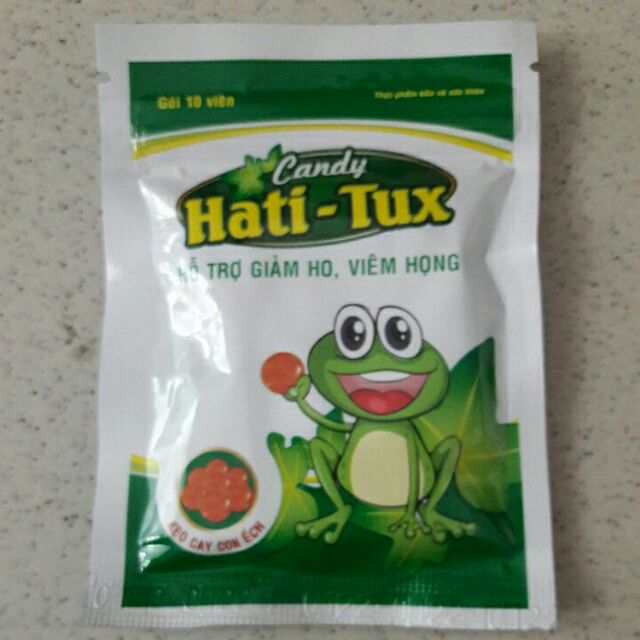 Gói 10 viên
Thực phẩm bảo vệ sức khỏe
Candy
Hati-Tux
HỖ TRỢ GIẢM HO, VIÊM HỌNG
KẸO CAY CON ẾCH